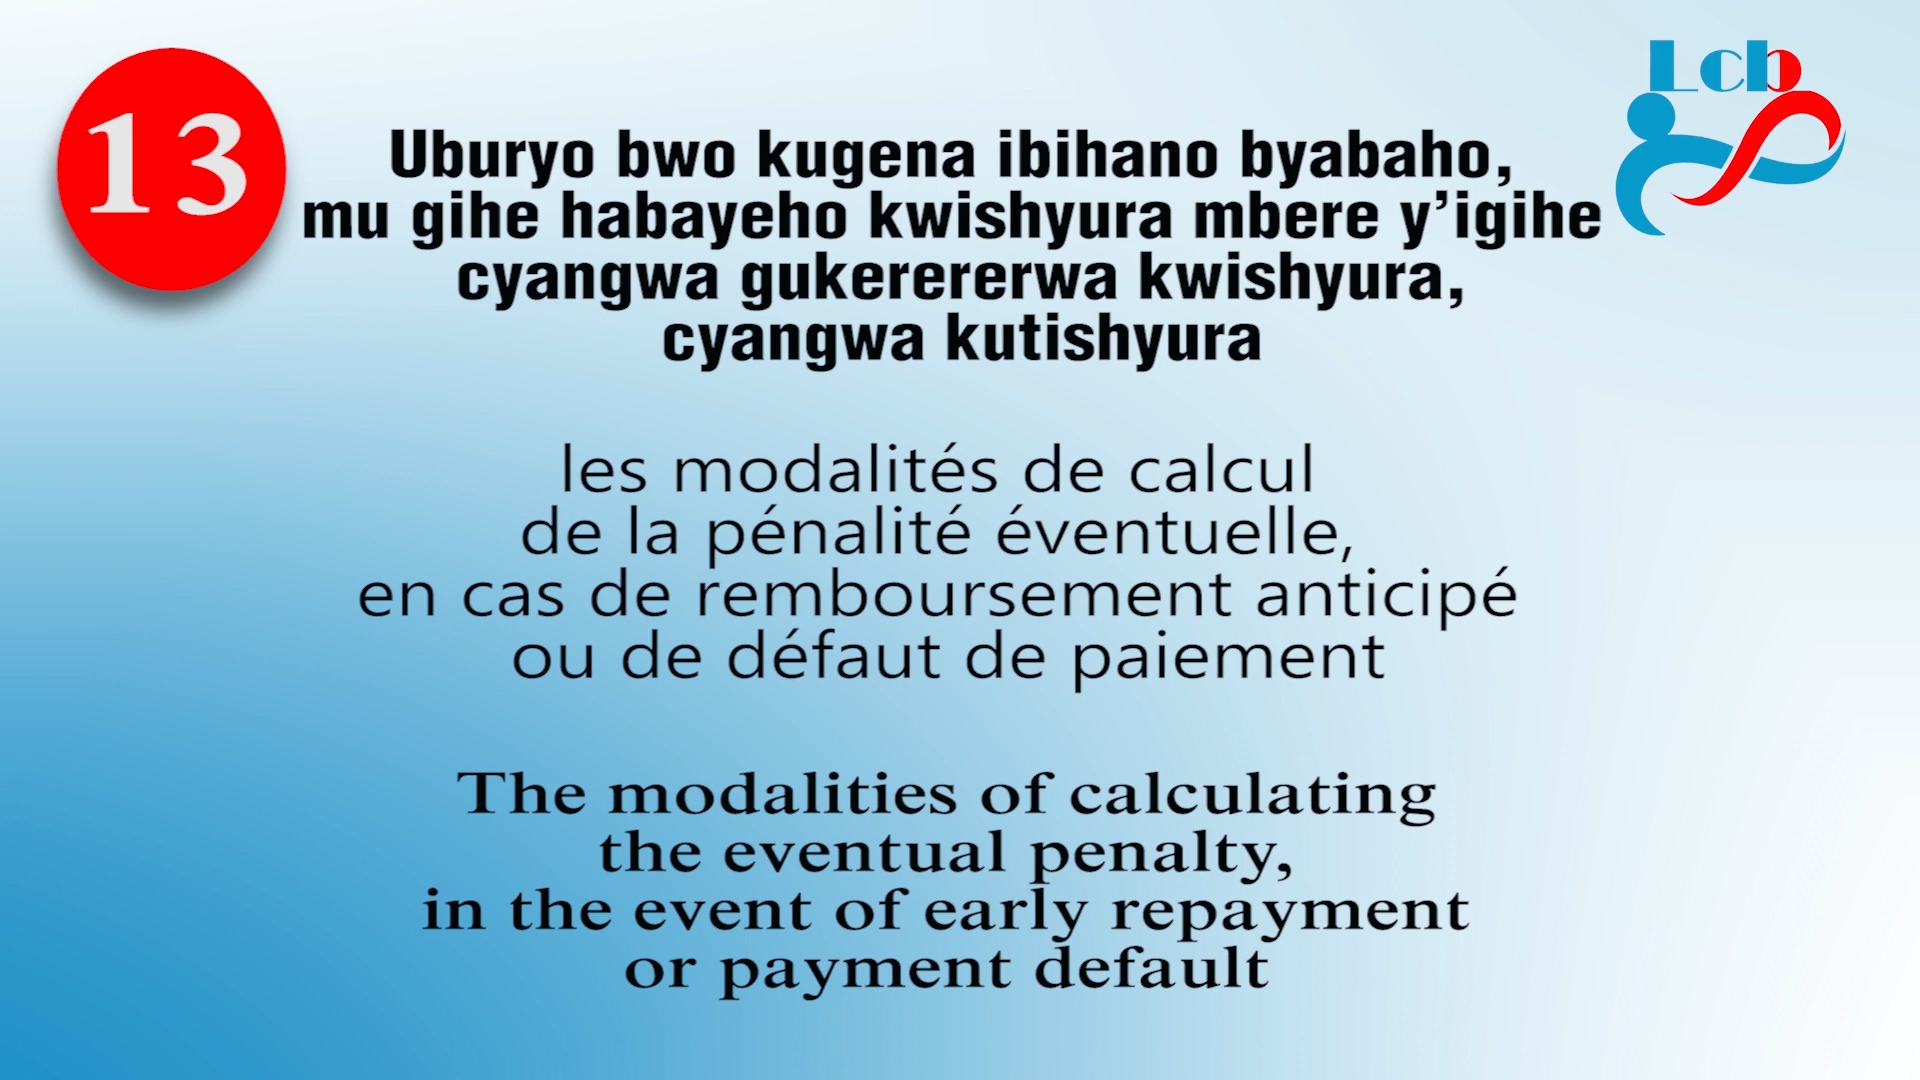 13
Lcb
Uburyo bwo kugena ibihano byabaho,
mu gihe habayeho kwishyura mbere y’igihe
cyangwa gukerererwa kwishyura,
cyangwa kutishyura
les modalités de calcul
de la pénalité éventuelle,
en cas de remboursement anticipé
ou de défaut de paiement
The modalities of calculating
the eventual penalty,
in the event of early repayment
or payment default